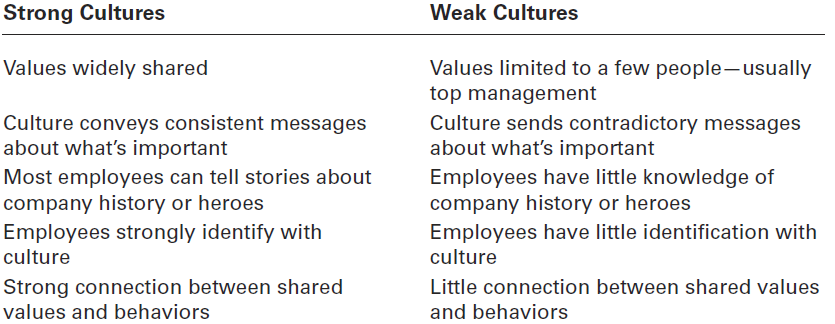 Strong Cultures
Weak Cultures
Values widely shared
Values limited to a few people—usually
top management
Culture conveys consistent messages
about what's important
Culture sends contradictory messages
about what's important
Most employees can tell stories about
company history or heroes
Employees have little knowledge of
company history or heroes
Employees strongly identify with
culture
Employees have little identification with
culture
Strong connection between shared
values and behaviors
Little connection between shared values
and behaviors